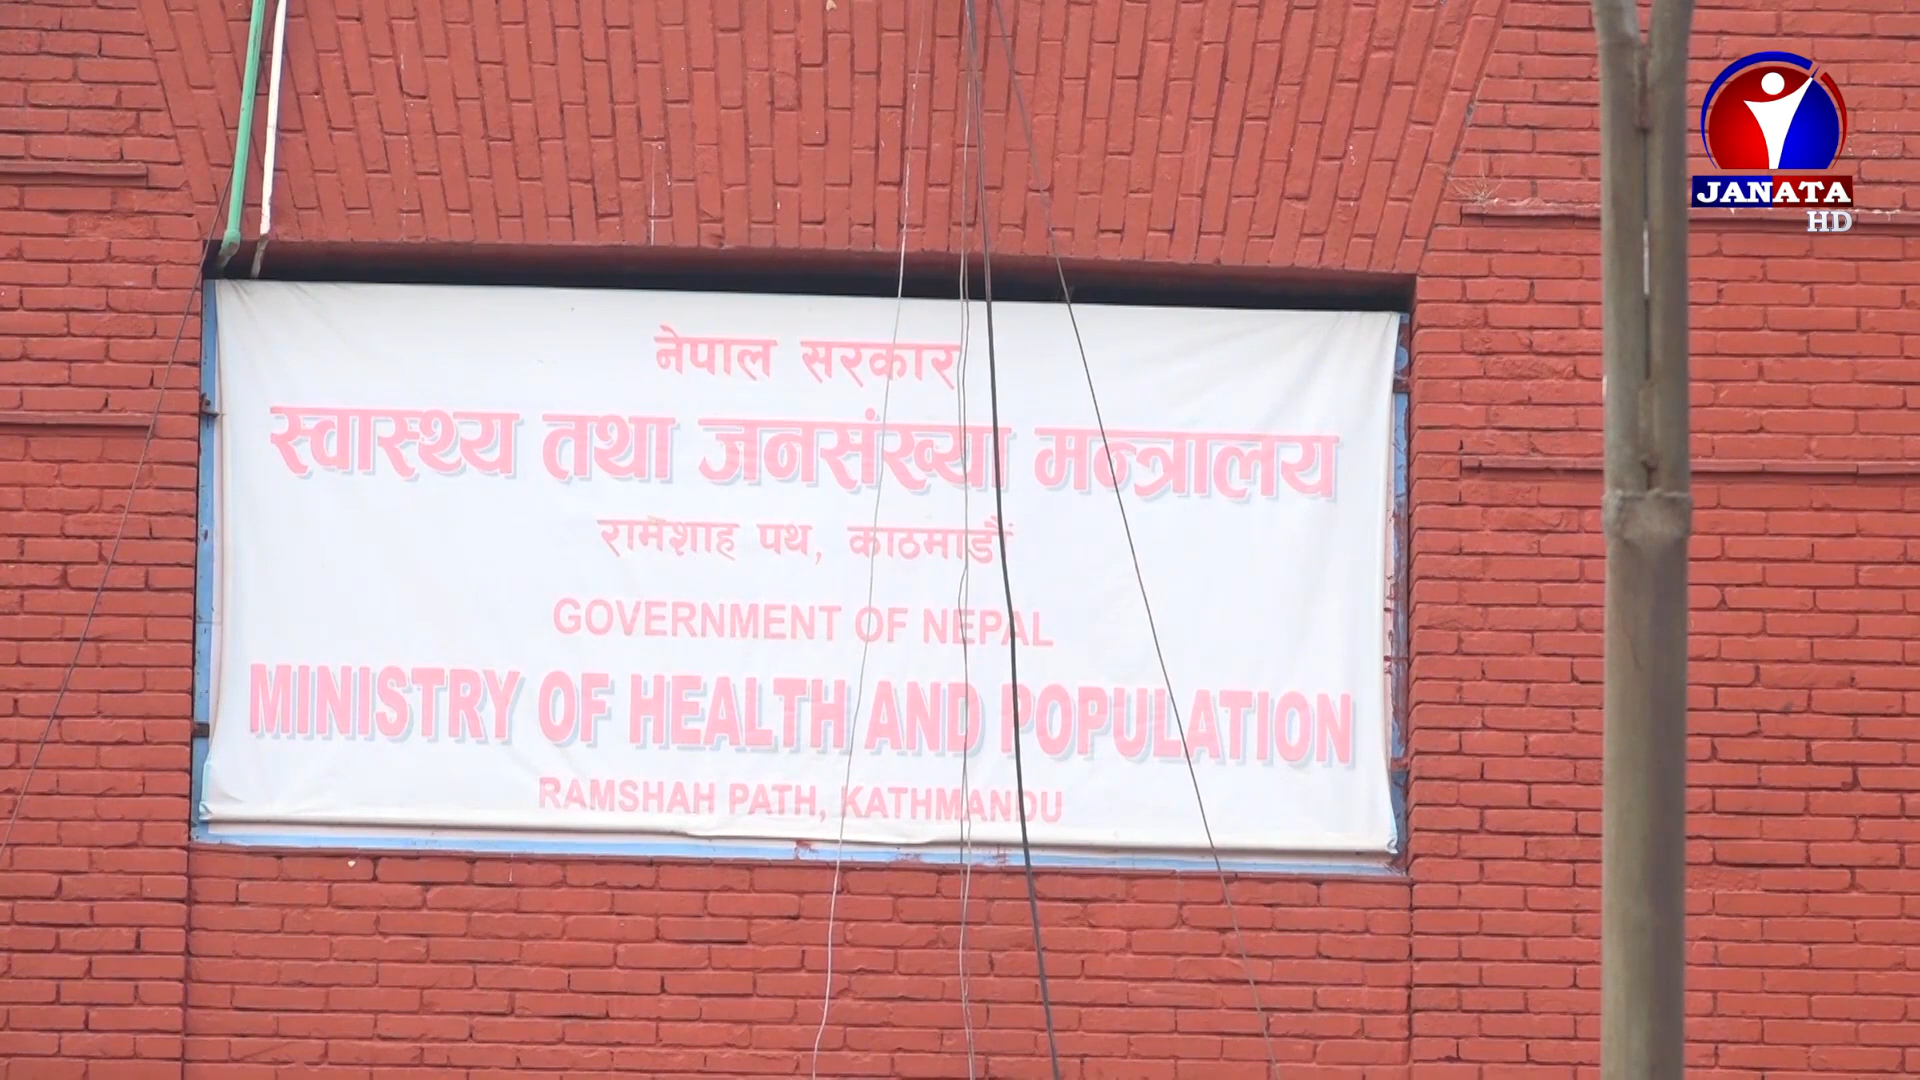 नेपाल सरकार
स्वास्थ्य तथा जनसंख्या मन्त्रालय
रामशाह पथ, काठमाडौं
GOVERNMENT OF NEPAL
MINISTRY OF HEALTH AND POPULATION
RAMSHAH PATH, KATHMANDU
JANATA
HD